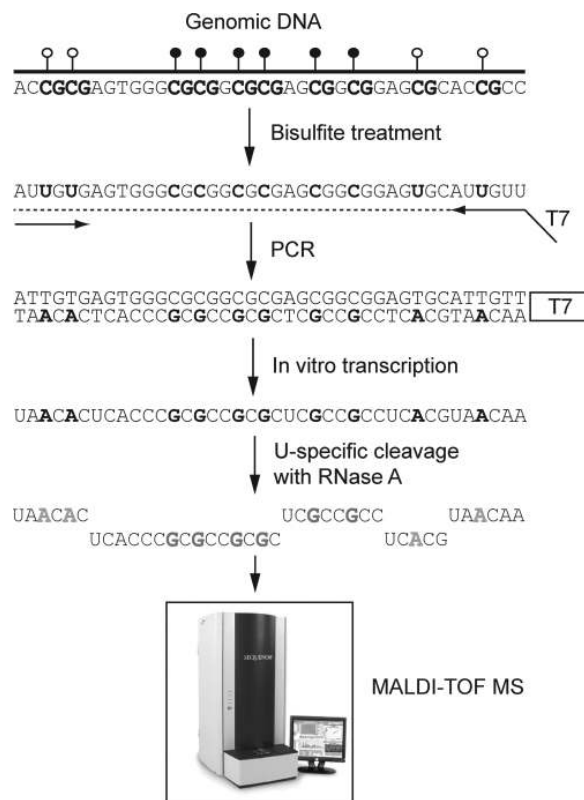 Genomic DNA
ACCGCGAGTGGGCGCGGCGCGAGCGGCGGAGCGCACCGCC
Bisulfite treatment
AUUGUGAGTGGGCGCGGCGCGAGCGGCGGAGUGCAUUGUU
T7
PCR
ATTGTGAGTGGGCGCGGCGCGAGCGGCGGAGTGCATTGTT
TAACACTCACCCGCGCCGCGCTCGCCGCCTCACGTAACAA
T7
In vitro transcription
UAACACUCACCCGCGCCGCGCUCGCCGCCUCACGUAACAA
U-specific cleavage
with RNase A
UAACAC UCGCCGCC UAACAA
UCACCCGCGCCGCGC UCACG
SEQUENOM
MALDI-TOF MS